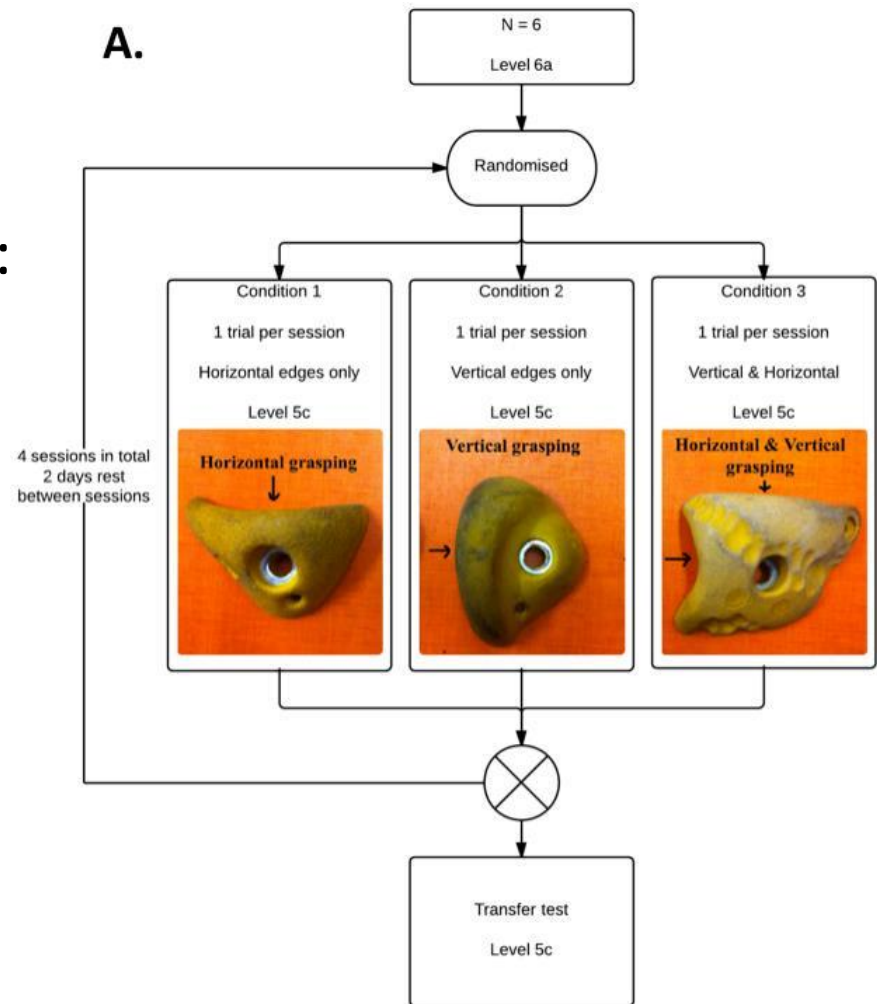 A.
N = 6
Level 6a
Randomised
:
Condition 1
1 trial per session
Horizontal edges only
Level 5c
Horizontal grasping
Condition 2
1 trial per session
Vertical edges only
Level 5c
Vertical grasping
Condition 3
1 trial per session
Vertical & Horizontal
Level 5c
Horizontal & Vertical
grasping
4 sessions in total
2 days rest
between sessions
Transfer test
Level 5c